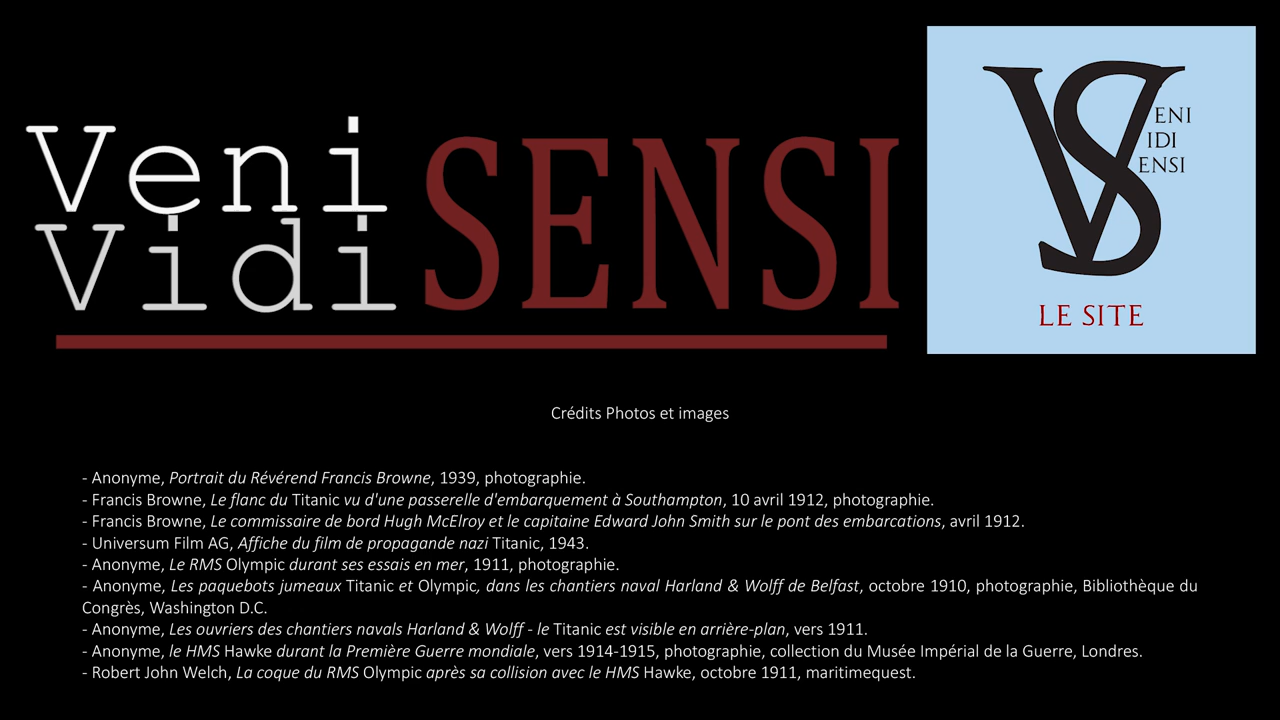 Veni
Vidi
SENSI
VS
ENI
IDI
ENSI
LE SITE
Crédits Photos et images
- Anonyme, Portrait du Révérend Francis Browne, 1939, photographie.
- Francis Browne, Le flanc du Titanic vu d'une passerelle d'embarquement à Southampton, 10 avril 1912, photographie.
- Francis Browne, Le commissaire de bord Hugh McElroy et le capitaine Edward John Smith sur le pont des embarcations, avril 1912.
- Universum Film AG, Affiche du film de propagande nazi Titanic, 1943.
- Anonyme, Le RMS Olympic durant ses essais en mer, 1911, photographie.
- Anonyme, Les paquebots jumeaux Titanic et Olympic, dans les chantiers naval Harland & Wolff de Belfast, octobre 1910, photographie, Bibliothèque du
Congrès, Washington D.C.
- Anonyme, Les ouvriers des chantiers navals Harland & Wolff - le Titanic est visible en arrière-plan, vers 1911.
- Anonyme, le HMS Hawke durant la Première Guerre mondiale, vers 1914-1915, photographie, collection du Musée Impérial de la Guerre, Londres.
- Robert John Welch, La coque du RMS Olympic après sa collision avec le HMS Hawke, octobre 1911, maritimequest.